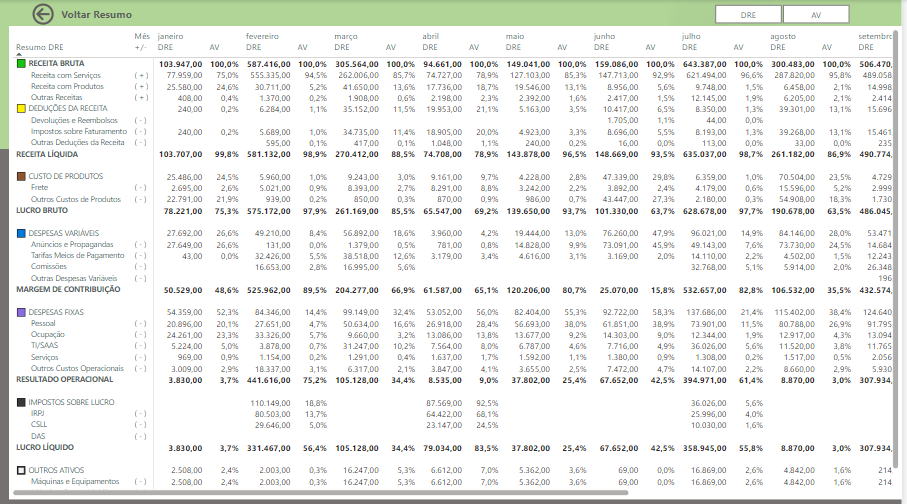 Voltar Resumo
DRE AV
Mês janeiro fevereiro março abril maio junho julho agosto setembro
Resumo DRE +/- DRE AV DRE AV DRE AV DRE AV DRE AV DRE AV DRE AV DRE AV DRE
RECEITA BRUTA 103.947,00 100,0% 587.416,00 100,0% 305.564,00 100,0% 94.661,00 100,0% 149.041,00 100,0% 159.086,00 100,0% 643.387,00 100,0% 300.483,00 100,0% 506.470,
Receita com Serviços ( + ) 77.959,00 75,0% 555.335,00 94,5% 262.006,00 85,7% 74.727,00 78,9% 127.103,00 85,3% 147.713,00 92,9% 621.494,00 96,6% 287.820,00 95,8% 489.058
Receita com Produtos ( + ) 25.580,00 24,6% 30.711,00 5,2% 41.650,00 13,6% 17.736,00 18,7% 19.546,00 13,1% 8.956,00 5,6% 9.748,00 1,5% 6.458,00 2,1% 14.998
Outras Receitas ( + ) 408,00 0,4% 1.370,00 0,2% 1.908,00 0,6% 2.198,00 2,3% 2.392,00 1,6% 2.417,00 1,5% 12.145,00 1,9% 6.205,00 2,1% 2.414
DEDUÇÕES DA RECEITA 240,00 0,2% 6.284,00 1,1% 35.152,00 11,5% 19.953,00 21,1% 5.163,00 3,5% 10.417,00 6,5% 8.350,00 1,3% 39.301,00 13,1% 15.696
Devoluções e Reembolsos ( - ) 1.705,00 1,1% 44,00 0,0%
Impostos sobre Faturamento ( - ) 240,00 0,2% 5.689,00 1,0% 34.735,00 11,4% 18.905,00 20,0% 4.923,00 3,3% 8.696,00 5,5% 8.193,00 1,3% 39.268,00 13,1% 15.461
Outras Deduções da Receita ( - ) 595,00 0,1% 417,00 0,1% 1.048,00 1,1% 240,00 0,2% 16,00 0,0% 113,00 0,0% 33,00 0,0% 235
RECEITA LÍQUIDA 103.707,00 99,8% 581.132,00 98,9% 270.412,00 88,5% 74.708,00 78,9% 143.878,00 96,5% 148.669,00 93,5% 635.037,00 98,7% 261.182,00 86,9% 490.774,
CUSTO DE PRODUTOS 25.486,00 24,5% 5.960,00 1,0% 9.243,00 3,0% 9.161,00 9,7% 4.228,00 2,8% 47.339,00 29,8% 6.359,00 1,0% 70.504,00 23,5% 4.729
Frete ( - ) 2.695,00 2,6% 5.021,00 0,9% 8.393,00 2,7% 8.291,00 8,8% 3.242,00 2,2% 3.892,00 2,4% 4.179,00 0,6% 15.596,00 5,2% 2.999
Outros Custos de Produtos ( - ) 22.791,00 21,9% 939,00 0,2% 850,00 0,3% 870,00 0,9% 986,00 0,7% 43.447,00 27,3% 2.180,00 0,3% 54.908,00 18,3% 1.730
LUCRO BRUTO 78.221,00 75,3% 575.172,00 97,9% 261.169,00 85,5% 65.547,00 69,2% 139.650,00 93,7% 101.330,00 63,7% 628.678,00 97,7% 190.678,00 63,5% 486.045,
DESPESAS VARIÁVEIS 27.692,00 26,6% 49.210,00 8,4% 56.892,00 18,6% 3.960,00 4,2% 19.444,00 13,0% 76.260,00 47,9% 96.021,00 14,9% 84.146,00 28,0% 53.471
Anúncios e Propagandas ( - ) 27.649,00 26,6% 131,00 0,0% 1.379,00 0,5% 781,00 0,8% 14.828,00 9,9% 73.091,00 45,9% 49.143,00 7,6% 73.730,00 24,5% 14.684
Tarifas Meios de Pagamento ( - ) 43,00 0,0% 32.426,00 5,5% 38.518,00 12,6% 3.179,00 3,4% 4.616,00 3,1% 3.169,00 2,0% 14.110,00 2,2% 4.502,00 1,5% 12.243
Comissões ( - ) 16.653,00 2,8% 16.995,00 5,6% 32.768,00 5,1% 5.914,00 2,0% 26.348
Outras Despesas Variáveis ( - ) 196
MARGEM DE CONTRIBUIÇÃO 50.529,00 48,6% 525.962,00 89,5% 204.277,00 66,9% 61.587,00 65,1% 120.206,00 80,7% 25.070,00 15,8% 532.657,00 82,8% 106.532,00 35,5% 432.574,
DESPESAS FIXAS 54.359,00 52,3% 84.346,00 14,4% 99.149,00 32,4% 53.052,00 56,0% 82.404,00 55,3% 92.722,00 58,3% 137.686,00 21,4% 115.402,00 38,4% 124.640
Pessoal ( - ) 20.896,00 20,1% 27.651,00 4,7% 50.634,00 16,6% 26.918,00 28,4% 56.693,00 38,0% 61.851,00 38,9% 73.901,00 11,5% 80.788,00 26,9% 91.795
Ocupação ( - ) 24.261,00 23,3% 33.326,00 5,7% 9.660,00 3,2% 13.086,00 13,8% 13.677,00 9,2% 14.303,00 9,0% 12.344,00 1,9% 12.917,00 4,3% 13.094
TI/SAAS ( - ) 5.224,00 5,0% 3.878,00 0,7% 31.247,00 10,2% 7.564,00 8,0% 6.787,00 4,6% 7.716,00 4,9% 36.026,00 5,6% 11.520,00 3,8% 11.765
Serviços ( - ) 969,00 0,9% 1.154,00 0,2% 1.291,00 0,4% 1.637,00 1,7% 1.592,00 1,1% 1.380,00 0,9% 1.308,00 0,2% 1.517,00 0,5% 2.056
Outros Custos Operacionais ( - ) 3.009,00 2,9% 18.337,00 3,1% 6.317,00 2,1% 3.847,00 4,1% 3.655,00 2,5% 7.472,00 4,7% 14.107,00 2,2% 8.660,00 2,9% 5.930
RESULTADO OPERACIONAL 3.830,00 3,7% 441.616,00 75,2% 105.128,00 34,4% 8.535,00 9,0% 37.802,00 25,4% 67.652,00 42,5% 394.971,00 61,4% 8.870,00 3,0% 307.934,
IMPOSTOS SOBRE LUCRO 110.149,00 18,8% 87.569,00 92,5% 36.026,00 5,6%
IRPJ ( - ) 80.503,00 13,7% 64.422,00 68,1% 25.996,00 4,0%
CSLL ( - ) 29.646,00 5,0% 23.147,00 24,5% 10.030,00 1,6%
DAS ( - )
LUCRO LÍQUIDO 3.830,00 3,7% 331.467,00 56,4% 105.128,00 34,4% 79.034,00 83,5% 37.802,00 25,4% 67.652,00 42,5% 358.945,00 55,8% 8.870,00 3,0% 307.934,
OUTROS ATIVOS 2.508,00 2,4% 2.003,00 0,3% 16.247,00 5,3% 6.612,00 7,0% 5.362,00 3,6% 69,00 0,0% 16.869,00 2,6% 4.842,00 1,6% 214
Máquinas e Equipamentos ( - ) 2.508,00 2,4% 2.003,00 0,3% 16.247,00 5,3% 6.612,00 7,0% 5.362,00 3,6% 69,00 0,0% 16.869,00 2,6% 4.842,00 1,6% 214